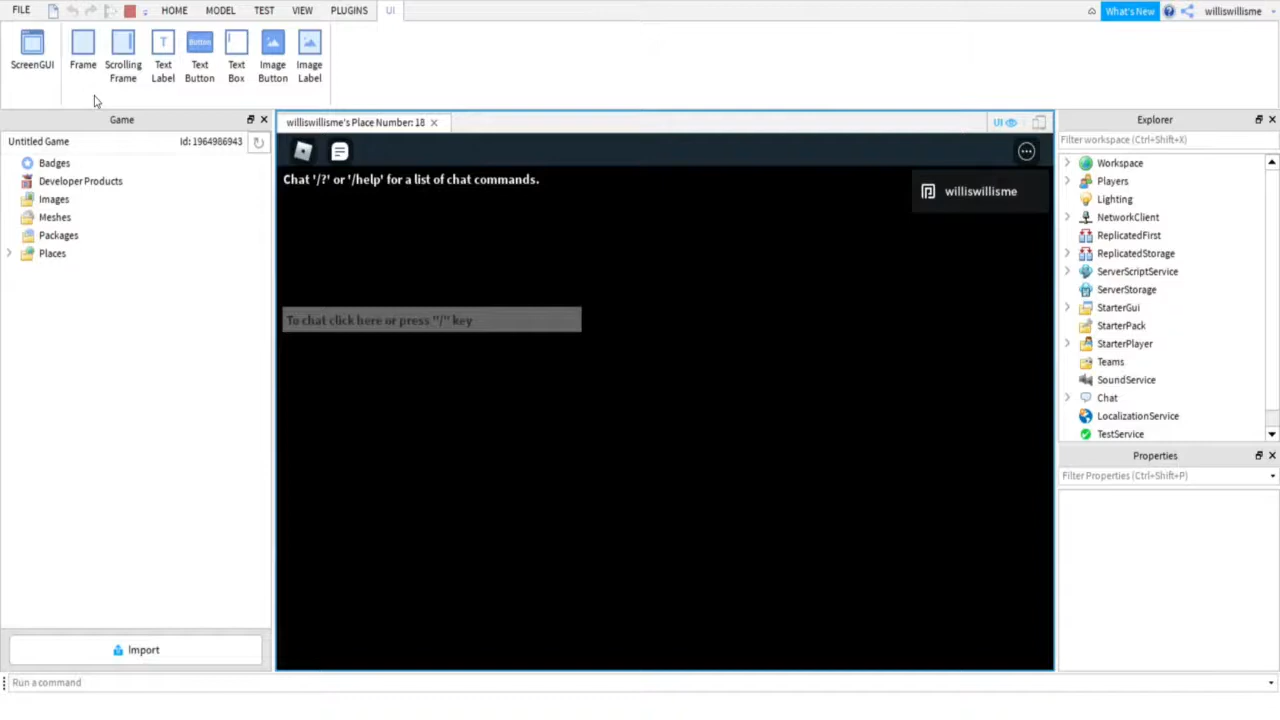 FILE
HOME
MODEL
TEST
VIEW
PLUGINS
UI
What's New
williswillisme
ScreenGUI
Frame
Scrolling
Frame
Text
Label
Button
Text
Button
Text
Box
Image
Button
Image
Label
Game
Untitled Game
Id: 1964986943
Badges
Developer Products
Images
Meshes
Packages
Places
Import
williswillisme's Place Number: 18
UI
Chat '/?' or '/help' for a list of chat commands.
williswillisme
To chat click here or press "/" key
Explorer
Filter workspace (Ctrl+Shift+X)
Workspace
Players
Lighting
NetworkClient
ReplicatedFirst
ReplicatedStorage
ServerScriptService
ServerStorage
StarterGui
StarterPack
StarterPlayer
Teams
SoundService
Chat
LocalizationService
TestService
Properties
Filter Properties (Ctrl+Shift+P)
Run a command